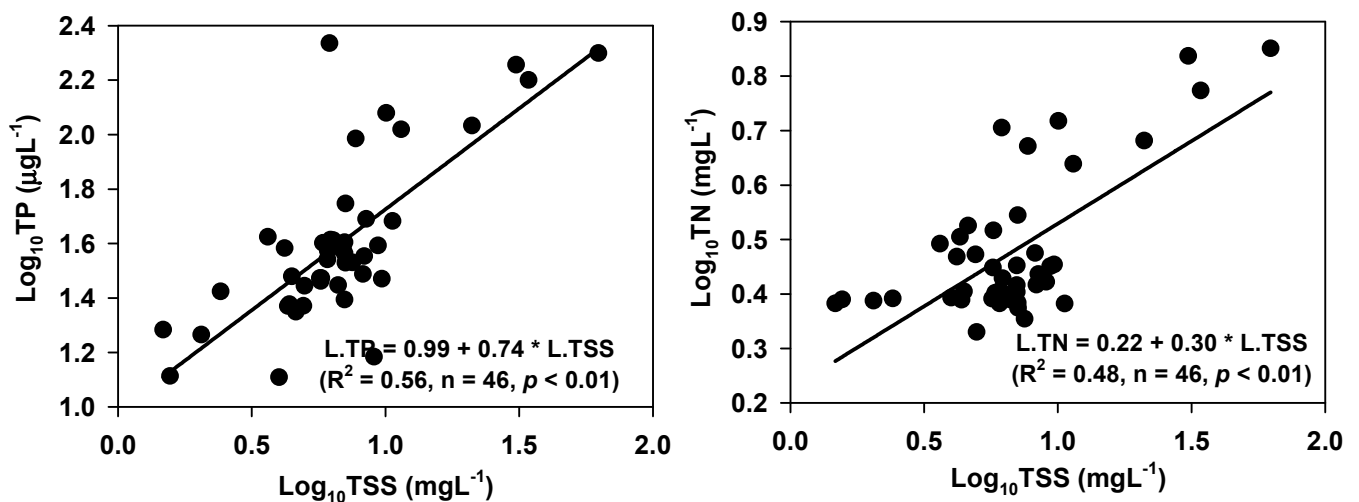 Log₁₀TP (µgL⁻¹)
2.4
2.2
2.0
1.8
1.6
1.4
1.2
1.0
L.TP = 0.99 + 0.74 * L.TSS
(R² = 0.56, n = 46, p < 0.01)
0.0 0.5 1.0 1.5 2.0
Log₁₀TSS (mgL⁻¹)
Log₁₀TN (mgL⁻¹)
0.9
0.8
0.7
0.6
0.5
0.4
0.3
0.2
L.TN = 0.22 + 0.30 * L.TSS
(R² = 0.48, n = 46, p < 0.01)
0.0 0.5 1.0 1.5 2.0
Log₁₀TSS (mgL⁻¹)